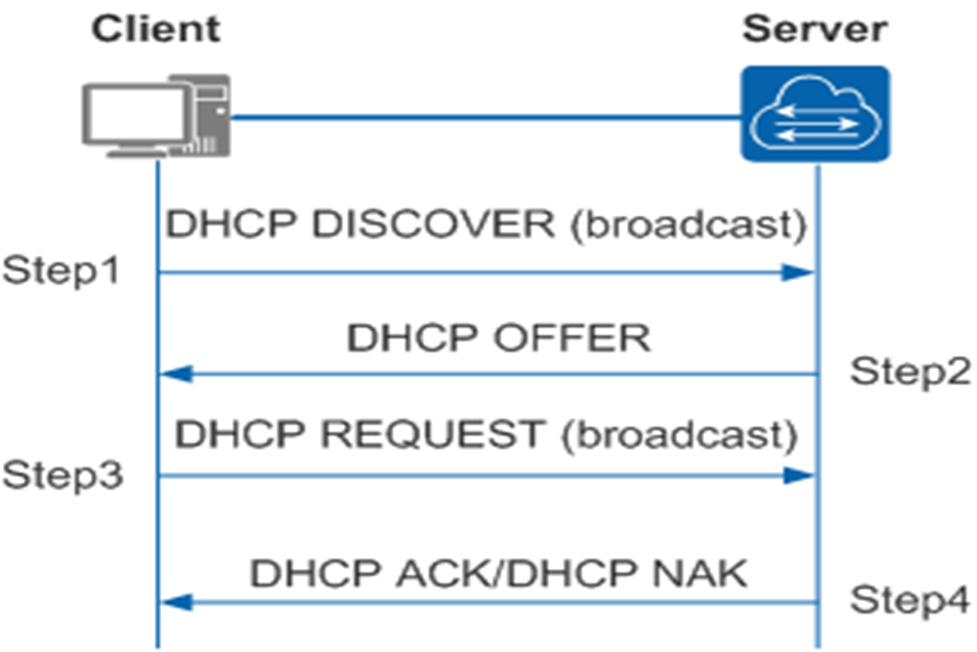 Client
Server
DHCP DISCOVER (broadcast)
Step1
DHCP OFFER
Step2
DHCP REQUEST (broadcast)
Step3
DHCP ACK/DHCP NAK
Step4